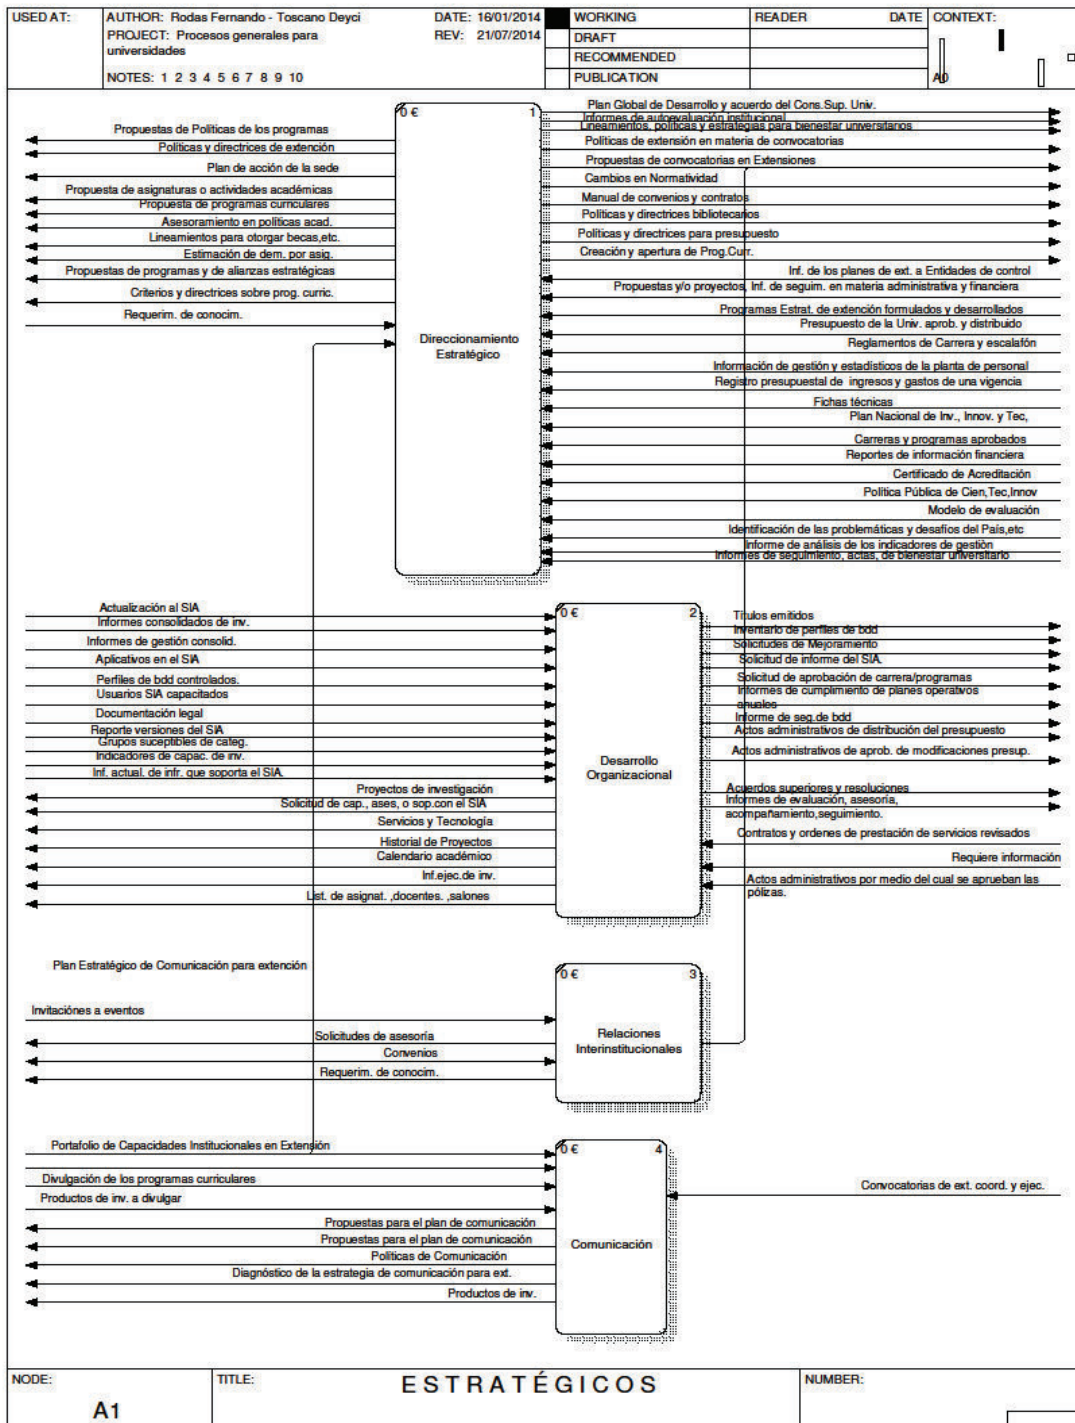 USED AT:
AUTHOR: Rodas Fernando - Toscano Deyci
DATE: 16/01/2014
PROJECT: Procesos generales para
universidades
REV: 21/07/2014
NOTES: 1 2 3 4 5 6 7 8 9 10
WORKING
DRAFT
RECOMMENDED
PUBLICATION
READER
DATE
CONTEXT:
A0
0 €
1
Direccionamiento
Estratégico
Propuestas de Políticas de los programas
Políticas y directrices de extención
Plan de acción de la sede
Propuesta de asignaturas o actividades académicas
Propuesta de programas curriculares
Asesoramiento en políticas acad.
Lineamientos para otorgar becas,etc.
Estimación de dem. por asig.
Propuestas de programas y de alianzas estratégicas
Criterios y directrices sobre prog. curric.
Requerim. de conocim.
Plan Global de Desarrollo y acuerdo del Cons.Sup. Univ.
Informes de autoevaluación institucional
Lineamientos, políticas y estrategias para bienestar universitarios
Políticas de extensión en materia de convocatorias
Propuestas de convocatorias en Extensiones
Cambios en Normatividad
Manual de convenios y contratos
Políticas y directrices bibliotecarios
Políticas y directrices para presupuesto
Creación y apertura de Prog.Curr.
Inf. de los planes de ext. a Entidades de control
Propuestas y/o proyectos, Inf. de seguim. en materia administrativa y financiera
Programas Estrat. de extención formulados y desarrollados
Presupuesto de la Univ. aprob. y distribuido
Reglamentos de Carrera y escalafón
Información de gestión y estadísticos de la planta de personal
Registro presupuestal de ingresos y gastos de una vigencia
Fichas técnicas
Plan Nacional de Inv., Innov. y Tec,
Carreras y programas aprobados
Reportes de información financiera
Certificado de Acreditación
Política Pública de Cien,Tec,Innov
Modelo de evaluación
Identificación de las problemáticas y desafíos del País,etc
Informe de análisis de los indicadores de gestiòn
Informes de seguimiento, actas, de bienestar universitario
0 €
2
Desarrollo
Organizacional
Actualización al SIA
Informes consolidados de inv.
Informes de gestión consolid.
Aplicativos en el SIA
Perfiles de bdd controlados.
Usuarios SIA capacitados
Documentación legal
Reporte versiones del SIA
Grupos suceptibles de categ.
Indicadores de capac. de inv.
Inf. actual. de infr. que soporta el SIA.
Proyectos de investigación
Solicitud de cap., ases, o sop.con el SIA
Servicios y Tecnología
Historial de Proyectos
Calendario académico
Inf.ejec.de inv.
List. de asignat. ,docentes. ,salones
Títulos emitidos
Inventario de perfiles de bdd
Solicitudes de Mejoramiento
Solicitud de informe del SIA.
Solicitud de aprobación de carrera/programas
Informes de cumplimiento de planes operativos
anuales
Informe de seg.de bdd
Actos administrativos de distribución del presupuesto
Actos administrativos de aprob. de modificaciones presup.
Acuerdos superiores y resoluciones
Informes de evaluación, asesoría,
acompañamiento,seguimiento.
Contratos y ordenes de prestación de servicios revisados
Requiere información
Actos administrativos por medio del cual se aprueban las
pólizas.
0 €
3
Relaciones
Interinstitucionales
Plan Estratégico de Comunicación para extención
Invitaciónes a eventos
Solicitudes de asesoría
Convenios
Requerim. de conocim.
0 €
4
Comunicación
Portafolio de Capacidades Institucionales en Extensión
Divulgación de los programas curriculares
Productos de inv. a divulgar
Propuestas para el plan de comunicación
Propuestas para el plan de comunicación
Políticas de Comunicación
Diagnóstico de la estrategia de comunicación para ext.
Productos de inv.
Convocatorias de ext. coord. y ejec.
NODE:
A1
TITLE:
ESTRATÉGICOS
NUMBER: